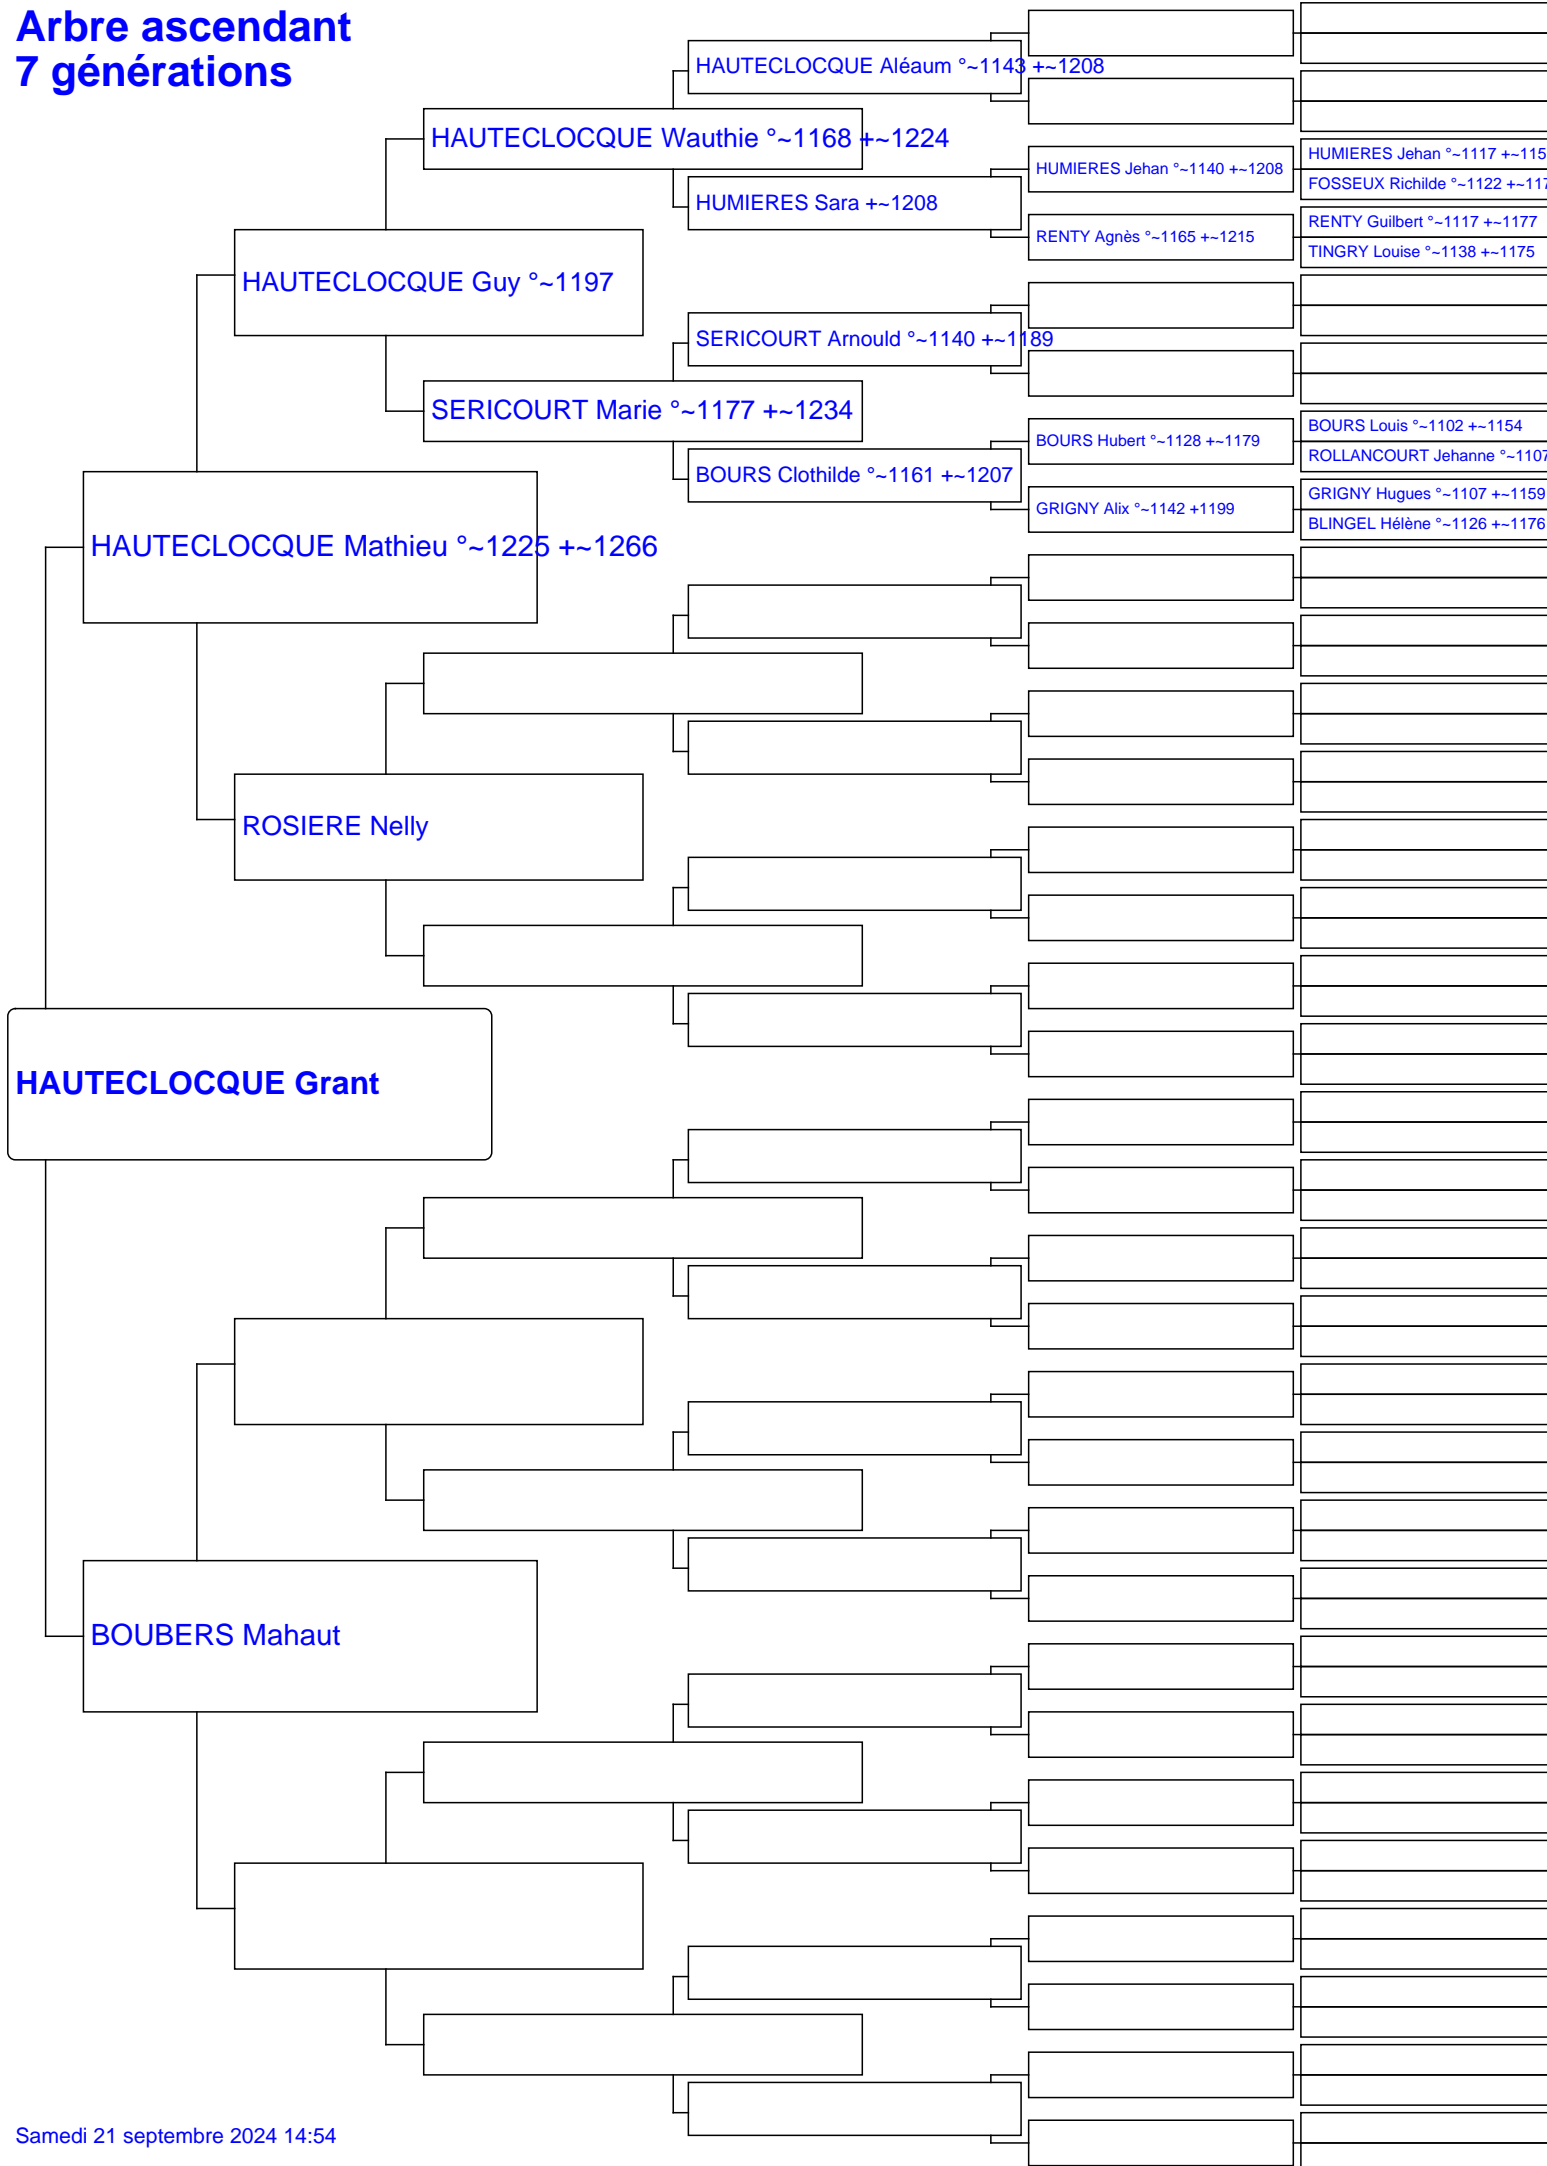 Arbre ascendant
7 générations
HAUTECLOCQUE Aléaum °~1143 +~1208
HAUTECLOCQUE Wauthie °~1168 +~1224
HUMIERES Jehan °~1140 +~1208
HUMIERES Jehan °~1117 +~115
FOSSEUX Richilde °~1122 +~117
HUMIERES Sara +~1208
RENTY Agnès °~1165 +~1215
RENTY Guilbert °~1117 +~1177
TINGRY Louise °~1138 +~1175
HAUTECLOCQUE Guy °~1197
SERICOURT Arnould °~1140 +~1189
SERICOURT Marie °~1177 +~1234
BOURS Hubert °~1128 +~1179
BOURS Louis °~1102 +~1154
ROLLANCOURT Jehanne °~1107
BOURS Clothilde °~1161 +~1207
GRIGNY Alix °~1142 +1199
GRIGNY Hugues °~1107 +~1159
BLINGEL Hélène °~1126 +~1176
HAUTECLOCQUE Mathieu °~1225 +~1266
ROSIERE Nelly
HAUTECLOCQUE Grant
BOUBERS Mahaut
Samedi 21 septembre 2024 14:54